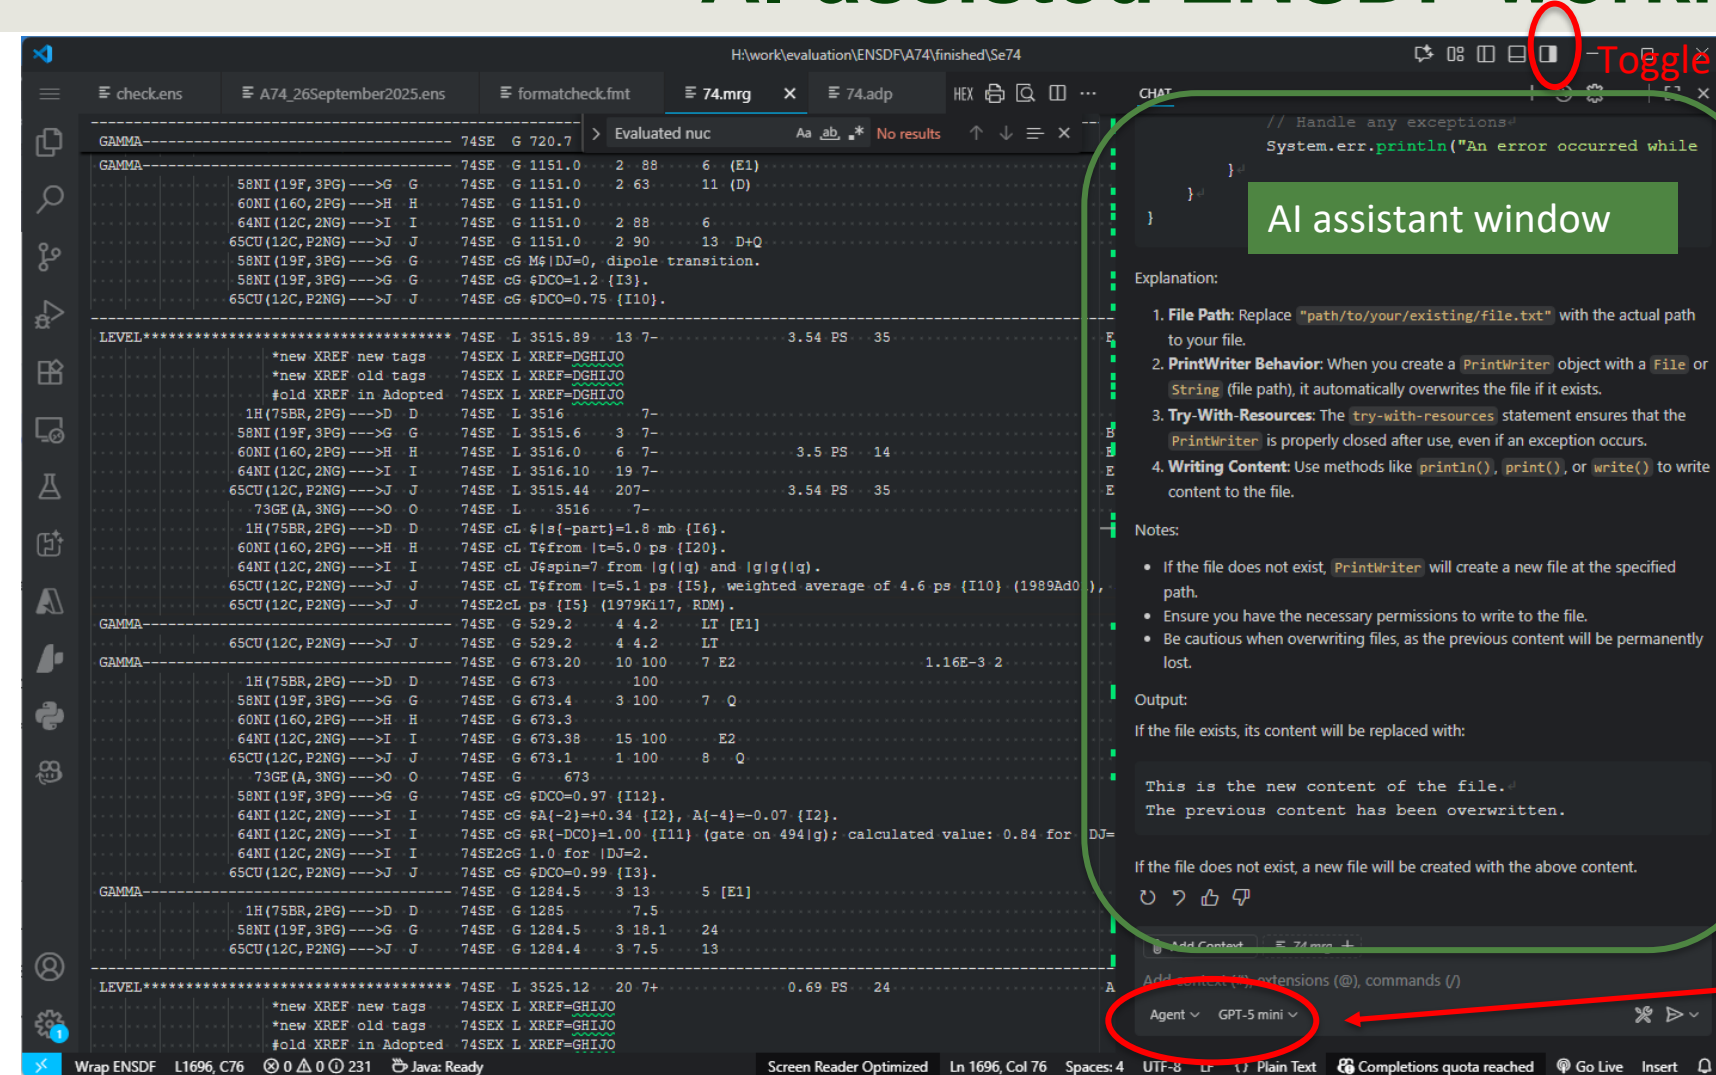 AI assisted ENSDF
H:\work\evaluation\ENSDF\A74\finished\Se74
Toggle
check.ens A74_26September2025.ens formatcheck.fmt 74.mrg 74.adp HEX
CHAT
Evaluated nuc Aa ab * No results
GAMMA------------------------------------- 74SE G 720.7
GAMMA------------------------------------- 74SE G 1151.0 2 88 6 (E1)
58NI(19F,3PG)--->G G 74SE G 1151.0 2 63 11 (D)
60NI(16O,2PG)--->H H 74SE G 1151.0
64NI(12C,2NG)--->I I 74SE G 1151.0 2 88 6
65CU(12C,P2NG)--->J J 74SE G 1151.0 2 90 13 D+Q
58NI(19F,3PG)--->G G 74SE cG M$|DJ=0, dipole transition.
58NI(19F,3PG)--->G G 74SE cG $DCO=1.2 {I3}.
65CU(12C,P2NG)--->J J 74SE cG $DCO=0.75 {I10}.
LEVEL************************************* 74SE L 3515.89 13 7- 3.54 PS 35 E
*new XREF new tags 74SEX L XREF=DGHIJO
*new XREF old tags 74SEX L XREF=DGHIJO
#old XREF in Adopted 74SEX L XREF=DGHIJO
1H(75BR,2PG)--->D D 74SE L 3516 7-
58NI(19F,3PG)--->G G 74SE L 3515.6 3 7- E
60NI(16O,2PG)--->H H 74SE L 3516.0 6 7- 3.5 PS 14 E
64NI(12C,2NG)--->I I 74SE L 3516.10 19 7- E
65CU(12C,P2NG)--->J J 74SE L 3515.44 207- 3.54 PS 35 E
73GE(A,3NG)--->O O 74SE L 3516 7-
1H(75BR,2PG)--->D D 74SE cL $|s{-part}=1.8 mb {I6}.
60NI(16O,2PG)--->H H 74SE cL T$from |t=5.0 ps {I20}.
64NI(12C,2NG)--->I I 74SE cL J$spin=7 from |g(|q) and |g|g(|q).
65CU(12C,P2NG)--->J J 74SE cL T$from |t=5.1 ps {I5}, weighted average of 4.6 ps {I10}
65CU(12C,P2NG)--->J J 74SE2cL ps {I5} (1979Ki17, RDM).
GAMMA------------------------------------- 74SE G 529.2 4 4.2 LT [E1]
65CU(12C,P2NG)--->J J 74SE G 529.2 4 4.2 LT
GAMMA------------------------------------- 74SE G 673.20 10 100 7 E2 1.16E-3 2
1H(75BR,2PG)--->D D 74SE G 673 100
58NI(19F,3PG)--->G G 74SE G 673.4 3 100 7 Q
60NI(16O,2PG)--->H H 74SE G 673.3
64NI(12C,2NG)--->I I 74SE G 673.38 15 100 E2
65CU(12C,P2NG)--->J J 74SE G 673.1 1 100 8 Q
73GE(A,3NG)--->O O 74SE G 673
58NI(19F,3PG)--->G G 74SE cG $DCO=0.97 {I12}.
64NI(12C,2NG)--->I I 74SE cG $A{-2}=+0.34 {I2}, A{-4}=-0.07 {I2}.
64NI(12C,2NG)--->I I 74SE cG $R{-DCO}=1.00 {I11} (gate on 494|g); calculated value: 0.84 for |DJ=
64NI(12C,2NG)--->I I 74SE2cG 1.0 for |DJ=2.
65CU(12C,P2NG)--->J J 74SE cG $DCO=0.99 {I3}.
GAMMA------------------------------------- 74SE G 1284.5 3 13 5 [E1]
1H(75BR,2PG)--->D D 74SE G 1285 7.5
58NI(19F,3PG)--->G G 74SE G 1284.5 3 18.1 24
65CU(12C,P2NG)--->J J 74SE G 1284.4 3 7.5 13
LEVEL************************************* 74SE L 3525.12 20 7+ 0.69 PS 24 A
*new XREF new tags 74SEX L XREF=GHIJO
*new XREF old tags 74SEX L XREF=GHIJO
#old XREF in Adopted 74SEX L XREF=GHIJO
// Handle any exceptions
System.err.println("An error occurred while
}
}
}
AI assistant window
Explanation:
1. File Path: Replace "path/to/your/existing/file.txt" with the actual path
to your file.
2. PrintWriter Behavior: When you create a PrintWriter object with a File or
String (file path), it automatically overwrites the file if it exists.
3. Try-With-Resources: The try-with-resources statement ensures that the
PrintWriter is properly closed after use, even if an exception occurs.
4. Writing Content: Use methods like println(), print(), or write() to write
content to the file.
Notes:
• If the file does not exist, PrintWriter will create a new file at the specified
path.
• Ensure you have the necessary permissions to write to the file.
• Be cautious when overwriting files, as the previous content will be permanently
lost.
Output:
If the file exists, its content will be replaced with:
This is the new content of the file.
The previous content has been overwritten.
If the file does not exist, a new file will be created with the above content.
Add Context... 74.mrg +
Add context (#), extensions (@), commands (/)
Agent GPT-5 mini
1
Wrap ENSDF L1696, C76 0 0 231 Java: Ready Screen Reader Optimized Ln 1696, Col 76 Spaces: 4 UTF-8 LF {} Plain Text Completions quota reached Go Live Insert